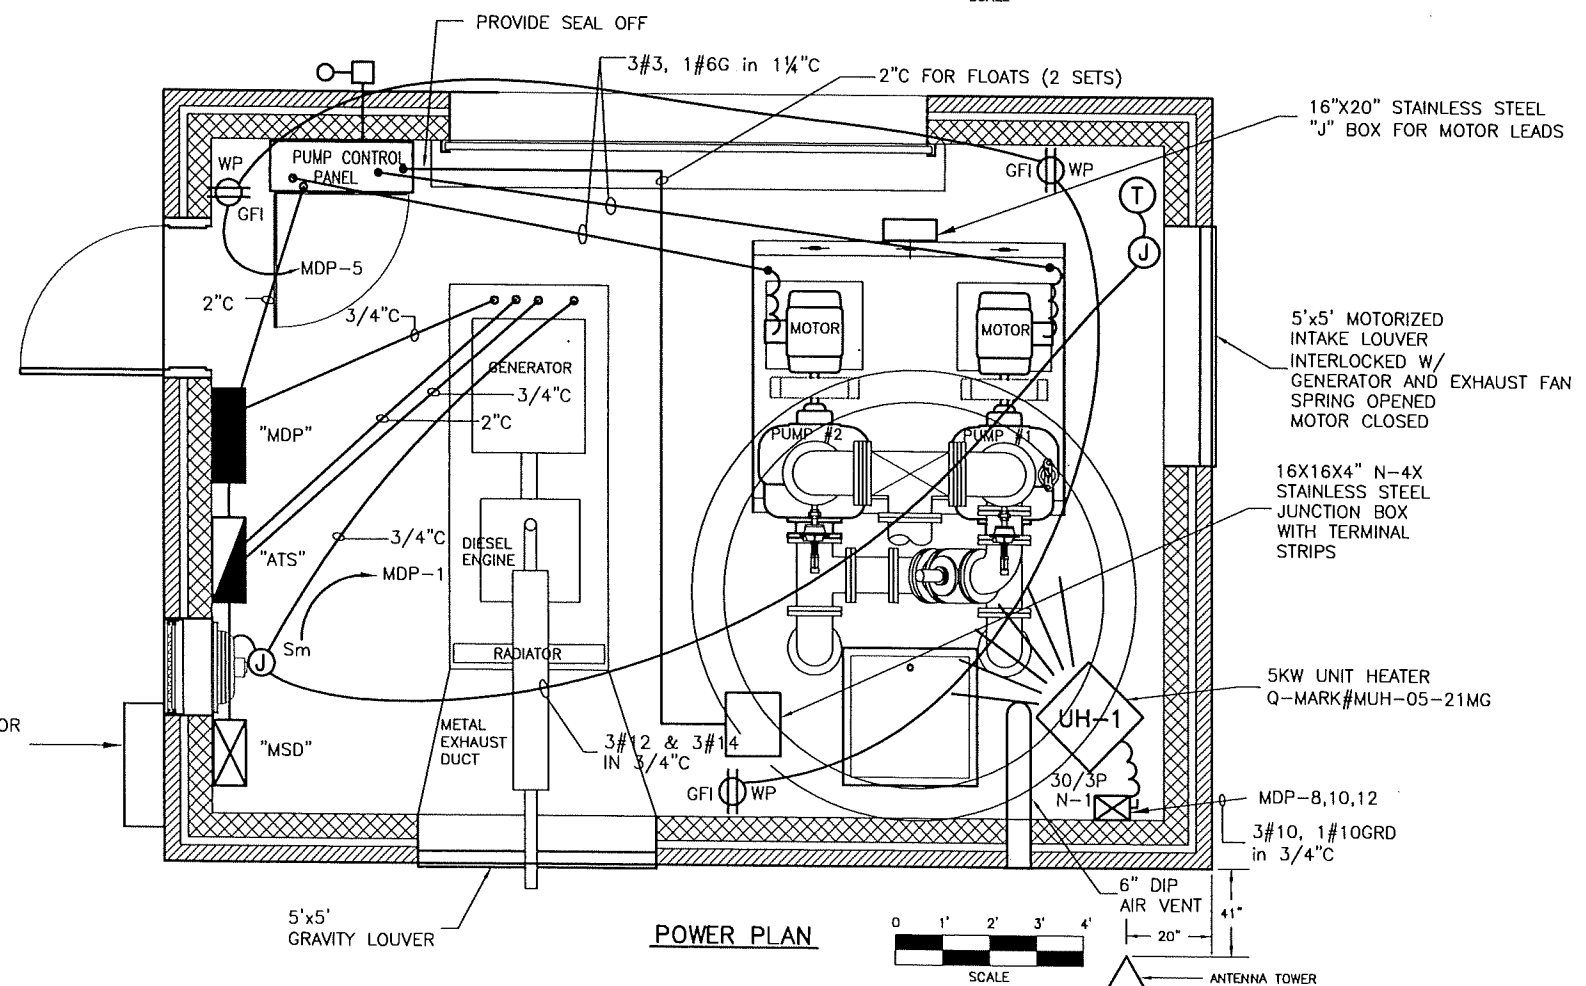 PROVIDE SEAL OFF
3#3, 1#6G in 1¼"C
2"C FOR FLOATS (2 SETS)
16"X20" STAINLESS STEEL
"J" BOX FOR MOTOR LEADS
WP
GFI
PUMP CONTROL
PANEL
GFI
WP
T
J
MDP-5
2"C
3/4"C
MOTOR
MOTOR
5'x5' MOTORIZED
INTAKE LOUVER
INTERLOCKED W/
GENERATOR AND EXHAUST FAN
SPRING OPENED
MOTOR CLOSED
GENERATOR
3/4"C
2"C
"MDP"
PUMP #2
PUMP #1
16X16X4" N-4X
STAINLESS STEEL
JUNCTION BOX
WITH TERMINAL
STRIPS
3/4"C
DIESEL
ENGINE
"ATS"
MDP-1
Sm
J
RADIATOR
5KW UNIT HEATER
Q-MARK#MUH-05-21MG
UH-1
OR
"MSD"
METAL
EXHAUST
DUCT
3#12 & 3#14
IN 3/4"C
GFI
WP
30/3P
N-1
MDP-8,10,12
3#10, 1#10GRD
in 3/4"C
6" DIP
AIR VENT
41"
20"
5'x5'
GRAVITY LOUVER
POWER PLAN
0 1' 2' 3' 4'
SCALE
ANTENNA TOWER